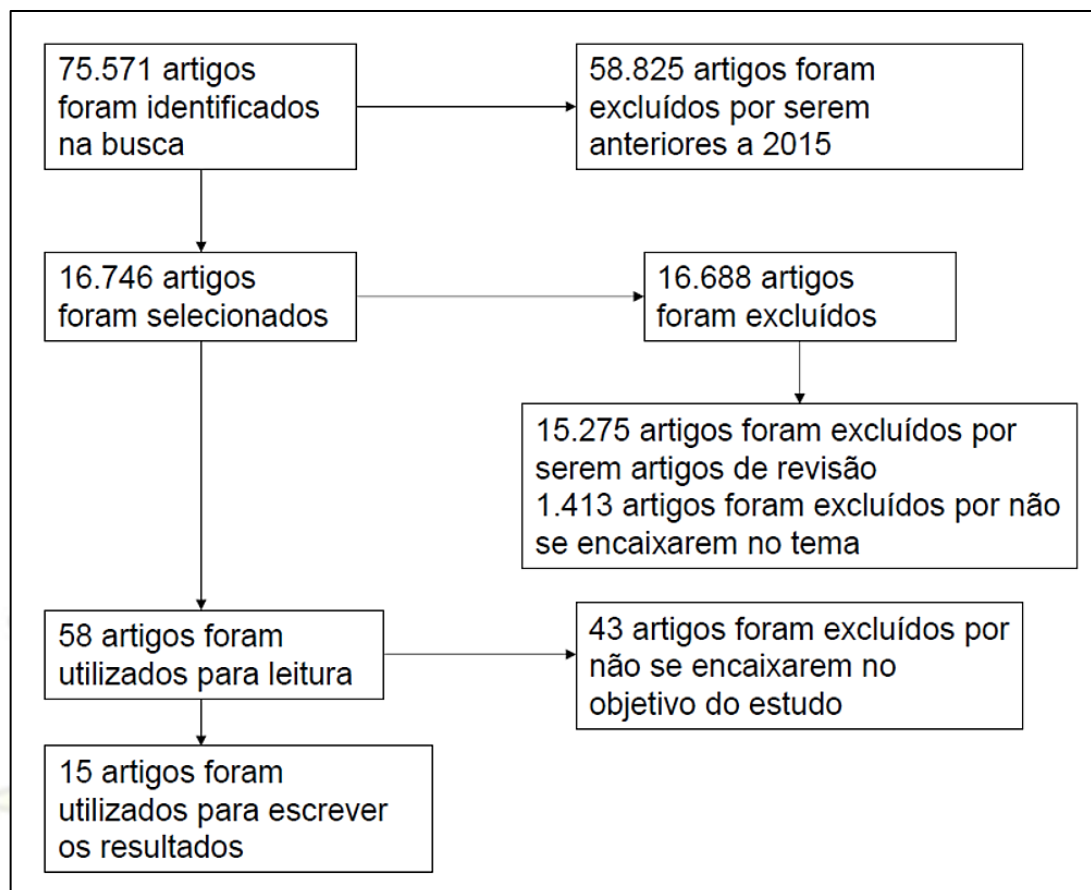 75.571 artigos
foram identificados
na busca
58.825 artigos foram
excluídos por serem
anteriores a 2015
16.746 artigos
foram selecionados
16.688 artigos
foram excluídos
15.275 artigos foram excluídos por
serem artigos de revisão
1.413 artigos foram excluídos por não
se encaixarem no tema
58 artigos foram
utilizados para leitura
43 artigos foram excluídos por
não se encaixarem no
objetivo do estudo
15 artigos foram
utilizados para escrever
os resultados